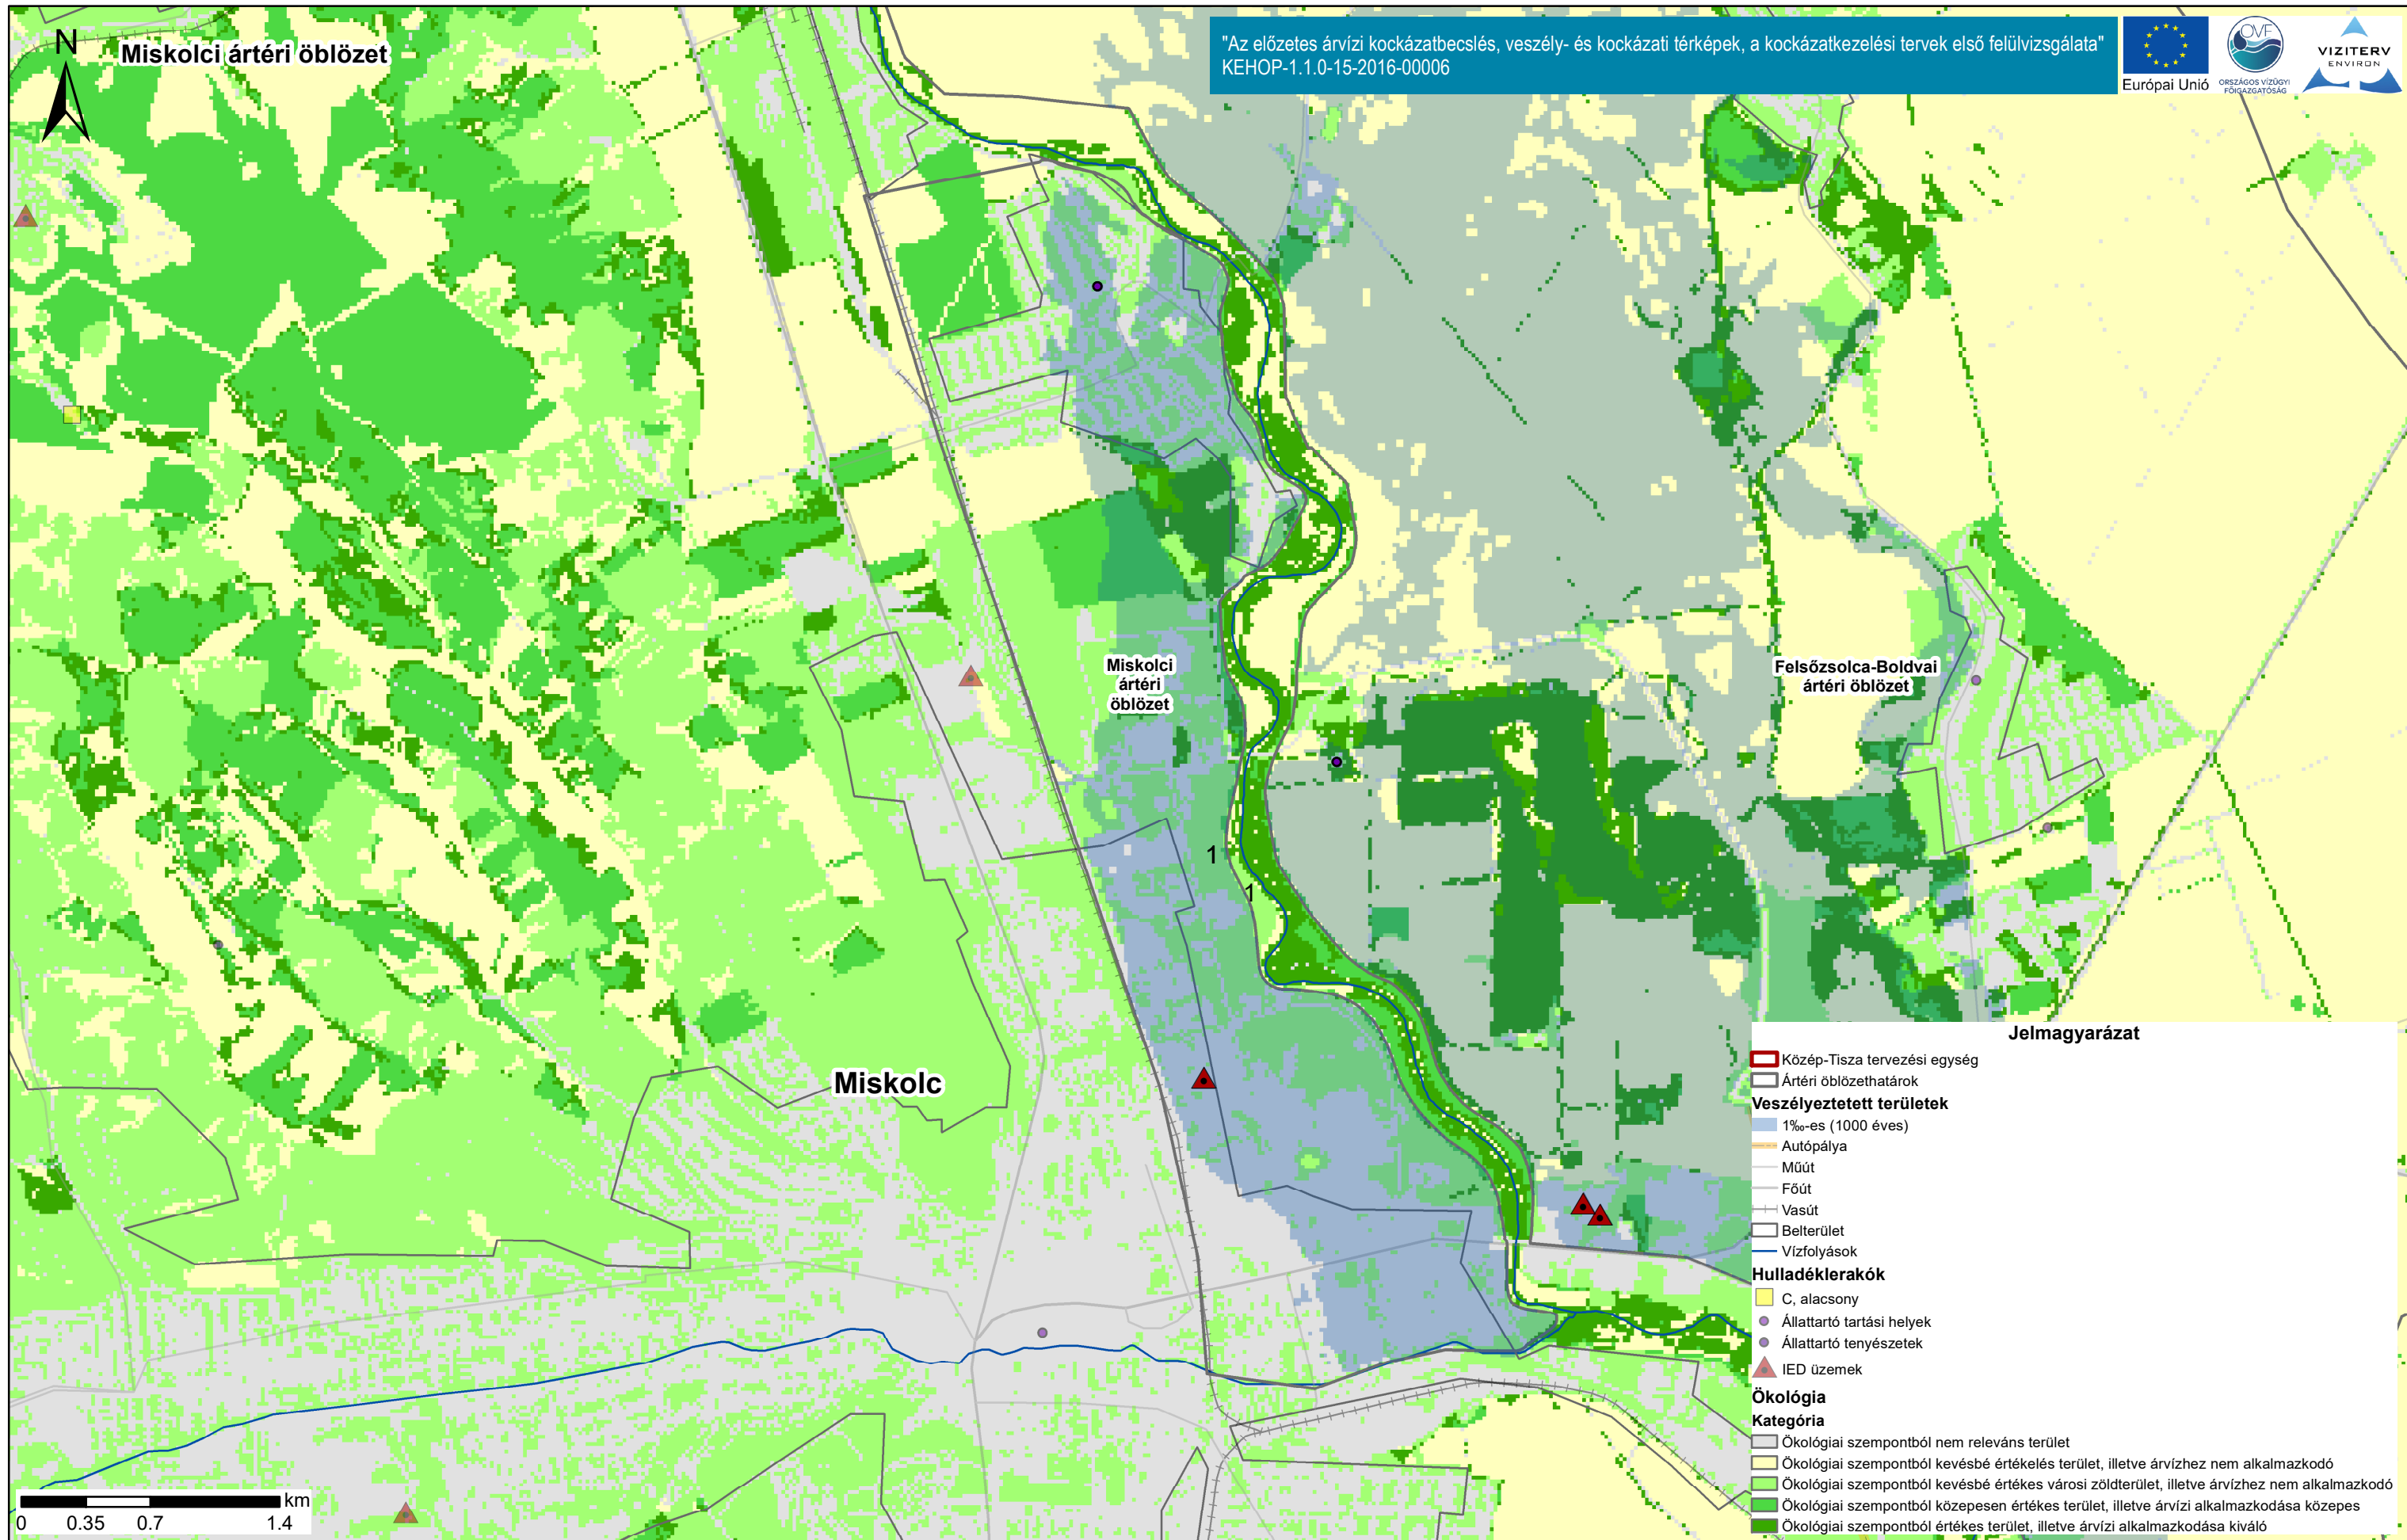 N
Miskolci ártéri öblözet
"Az előzetes árvízi kockázatbecslés, veszély- és kockázati térképek, a kockázatkezelési tervek első felülvizsgálata"
KEHOP-1.1.0-15-2016-00006
Európai Unió
OVF
ORSZÁGOS VÍZÜGYI
FŐIGAZGATÓSÁG
VIZITERV
ENVIRON
Miskolci
ártéri
öblözet
Felsőzsolca-Boldvai
ártéri öblözet
1
1
Miskolc
Jelmagyarázat
Közép-Tisza tervezési egység
Ártéri öblözethatárok
Veszélyeztetett területek
1‰-es (1000 éves)
Autópálya
Műút
Főút
Vasút
Belterület
Vízfolyások
Hulladéklerakók
C, alacsony
Állattartó tartási helyek
Állattartó tenyészetek
IED üzemek
Ökológia
Kategória
Ökológiai szempontból nem releváns terület
Ökológiai szempontból kevésbé értékelés terület, illetve árvízhez nem alkalmazkodó
Ökológiai szempontból kevésbé értékes városi zöldterület, illetve árvízhez nem alkalmazkodó
Ökológiai szempontból közepesen értékes terület, illetve árvízi alkalmazkodása közepes
Ökológiai szempontból értékes terület, illetve árvízi alkalmazkodása kiváló
km
0 0.35 0.7 1.4